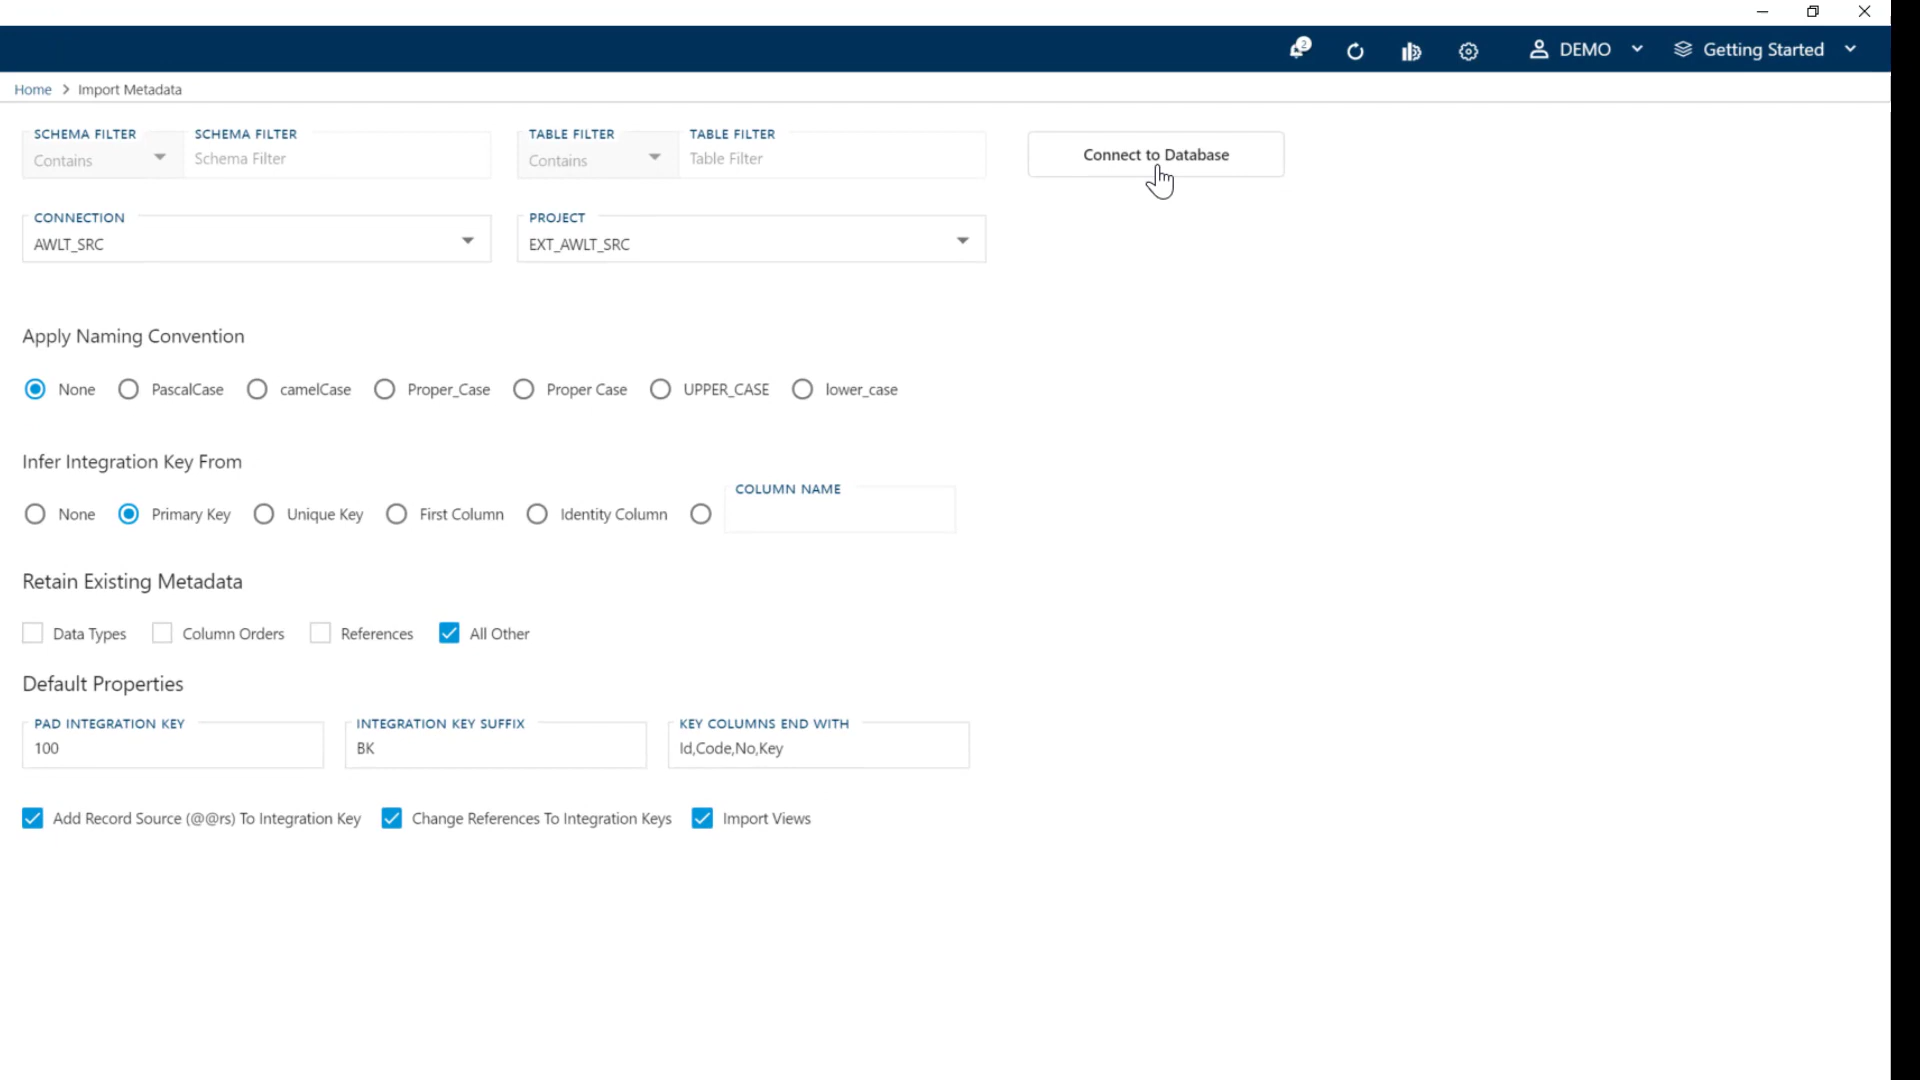 2
DEMO
Getting Started
Home > Import Metadata
SCHEMA FILTER
Contains
SCHEMA FILTER
Schema Filter
TABLE FILTER
Contains
TABLE FILTER
Table Filter
Connect to Database
CONNECTION
AWLT_SRC
PROJECT
EXT_AWLT_SRC
Apply Naming Convention
None PascalCase camelCase Proper_Case Proper Case UPPER_CASE lower_case
Infer Integration Key From
None Primary Key Unique Key First Column Identity Column
COLUMN NAME
Retain Existing Metadata
Data Types Column Orders References All Other
Default Properties
PAD INTEGRATION KEY
100
INTEGRATION KEY SUFFIX
BK
KEY COLUMNS END WITH
Id,Code,No,Key
Add Record Source (@@rs) To Integration Key Change References To Integration Keys Import Views